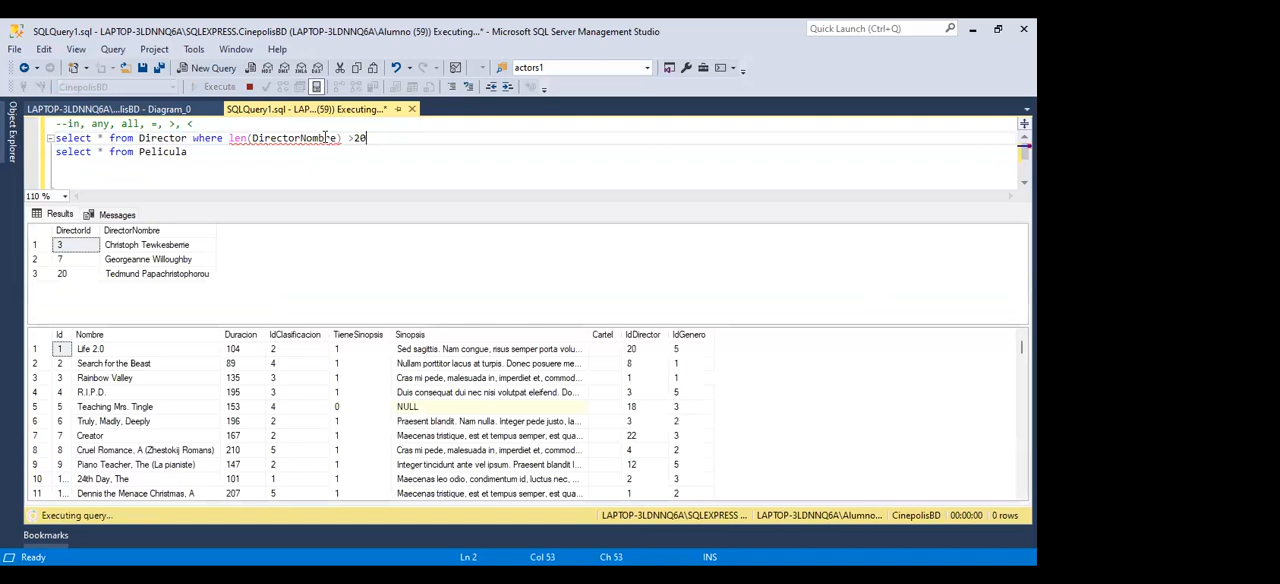 SQLQuery1.sql - LAPTOP-3LDNNQ6A\SQLEXPRESS.CinepolisBD (LAPTOP-3LDNNQ6A\Alumno (59)) Executing...* - Microsoft SQL Server Management Studio
Quick Launch (Ctrl+Q)
File Edit View Query Project Tools Window Help
New Query actors1
CinepolisBD Execute
LAPTOP-3LDNNQ6A\...lisBD - Diagram_0 SQLQuery1.sql - LAP...(59)) Executing...*
Object Explorer
--in, any, all, =, >, <
select * from Director where len(DirectorNombre) >20
select * from Pelicula
110 %
Results Messages
DirectorId DirectorNombre
1 3 Christoph Tewkesberrie
2 7 Georgeanne Willoughby
3 20 Tedmund Papachristophorou
Id Nombre Duracion IdClasificacion TieneSinopsis Sinopsis Cartel IdDirector IdGenero
1 1 Life 2.0 104 2 1 Sed sagittis. Nam congue, risus semper porta volu... 20 5
2 2 Search for the Beast 89 4 1 Nullam porttitor lacus at turpis. Donec posuere me... 8 1
3 3 Rainbow Valley 135 3 1 Cras mi pede, malesuada in, imperdiet et, commod... 1 1
4 4 R.I.P.D. 195 3 1 Duis consequat dui nec nisi volutpat eleifend. Do... 3 5
5 5 Teaching Mrs. Tingle 153 4 0 NULL 18 3
6 6 Truly, Madly, Deeply 196 2 1 Praesent blandit. Nam nulla. Integer pede justo, la... 3 2
7 7 Creator 167 2 1 Maecenas tristique, est et tempus semper, est qua... 22 3
8 8 Cruel Romance, A (Zhestokij Romans) 210 5 1 Cras mi pede, malesuada in, imperdiet et, commod... 4 2
9 9 Piano Teacher, The (La pianiste) 147 2 1 Integer tincidunt ante vel ipsum. Praesent blandit l... 12 5
10 1... 24th Day, The 101 1 1 Maecenas leo odio, condimentum id, luctus nec, ... 2 3
11 1... Dennis the Menace Christmas, A 207 5 1 Maecenas tristique, est et tempus semper, est qua... 1 2
Executing query... LAPTOP-3LDNNQ6A\SQLEXPRESS ... LAPTOP-3LDNNQ6A\Alumno... CinepolisBD 00:00:00 0 rows
Bookmarks
Ready Ln 2 Col 53 Ch 53 INS